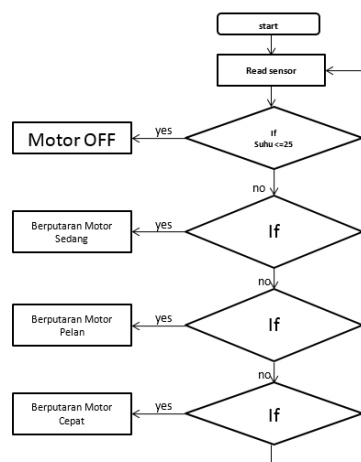 start
Read sensor
If
Suhu <=25
yes
Motor OFF
no
If
yes
Berputaran Motor
Sedang
no
If
yes
Berputaran Motor
Pelan
no
If
yes
Berputaran Motor
Cepat